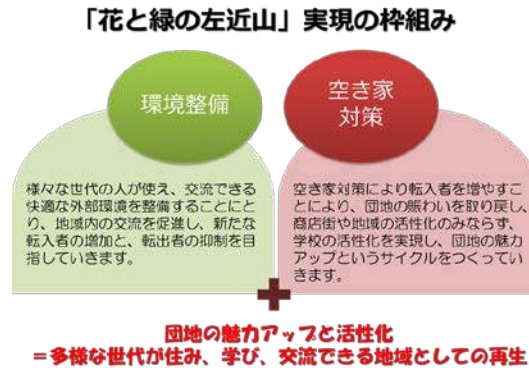 「花と緑の左近山」実現の枠組み
環境整備
空き家
対策
様々な世代の人が使え、交流できる
快適な外部環境を整備することにと
り、地域内の交流を促進し、新たな
転入者の増加と、転出者の抑制を目
指していきます。
空き家対策により転入者を増やすこ
とにより、団地の賑わいを取り戻し、
商店街や地域の活性化のみならず、
学校の活性化を実現し、団地の魅力
アップというサイクルをつくってい
きます。
団地の魅力アップと活性化
＝多様な世代が住み、学び、交流できる地域としての再生